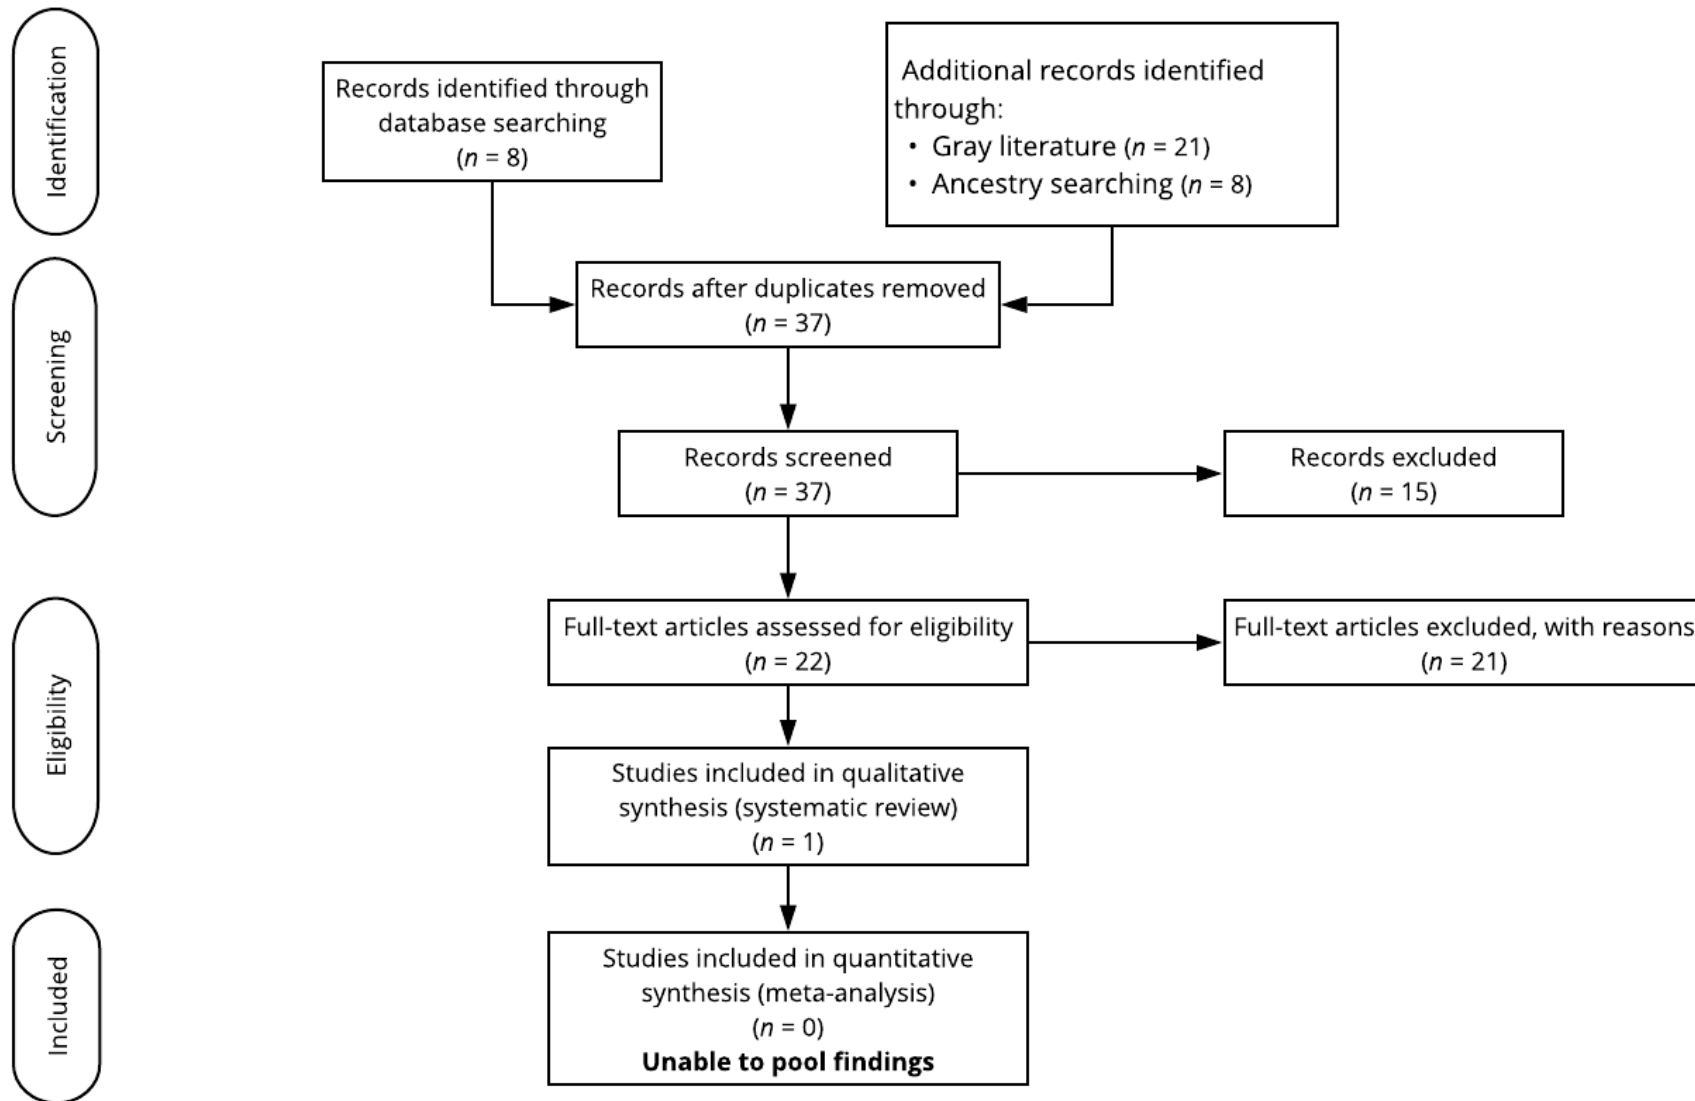 Identification
Records identified through
database searching
(n = 8)
Additional records identified
through:
• Gray literature (n = 21)
• Ancestry searching (n = 8)
Screening
Records after duplicates removed
(n = 37)
Records screened
(n = 37)
Records excluded
(n = 15)
Eligibility
Full-text articles assessed for eligibility
(n = 22)
Full-text articles excluded, with reasons
(n = 21)
Studies included in qualitative
synthesis (systematic review)
(n = 1)
Included
Studies included in quantitative
synthesis (meta-analysis)
(n = 0)
Unable to pool findings